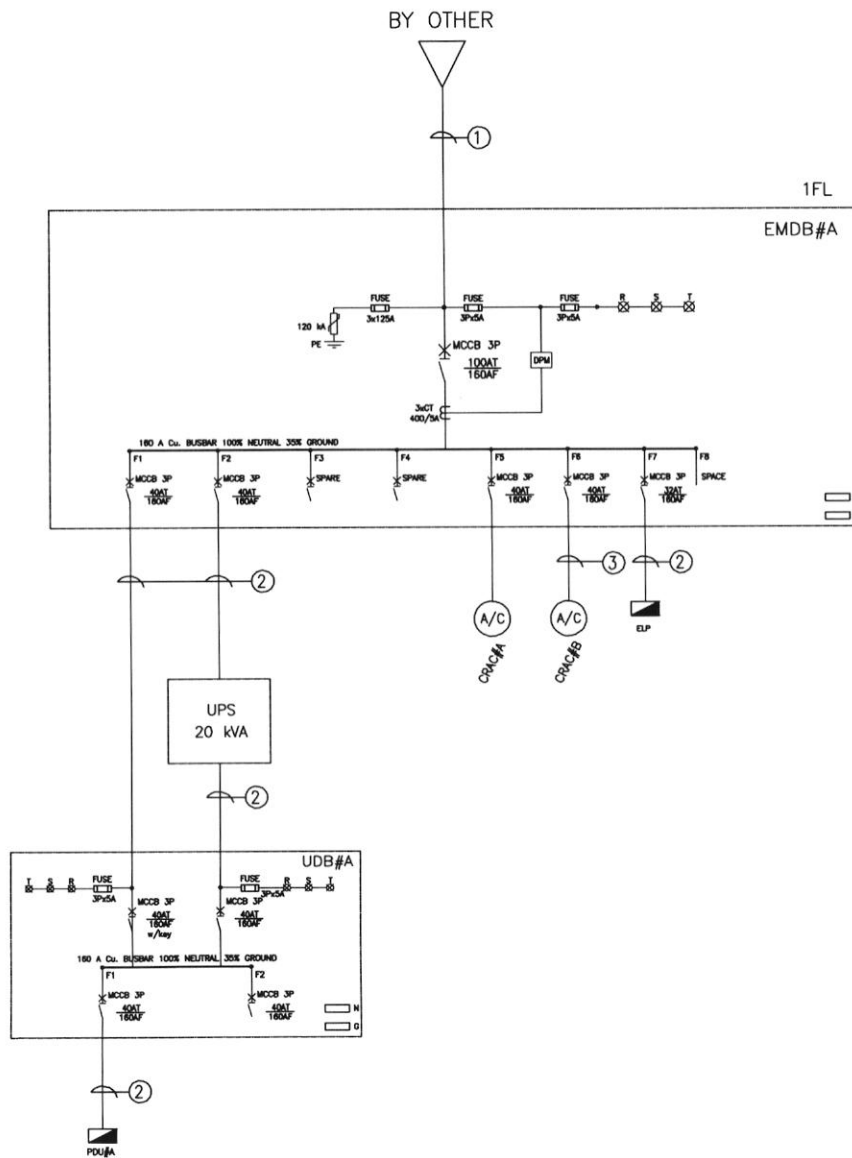 BY OTHER
1
1FL
EMDB#A
FUSE
3x125A
FUSE
3Px5A
FUSE
3Px5A
R S T
120 kA
PE
MCCB 3P
100AT
160AF
DPM
3xCT
400/5A
160 A Cu. BUSBAR 100% NEUTRAL 35% GROUND
F1 F2 F3 F4 F5 F6 F7 F8
MCCB 3P
40AT
160AF
MCCB 3P
40AT
160AF
SPARE
SPARE
MCCB 3P
40AT
160AF
MCCB 3P
40AT
160AF
MCCB 3P
32AT
160AF
SPACE
2
3
2
A/C
CRAC#A
A/C
CRAC#B
ELP
UPS
20 kVA
2
UDB#A
T S R
FUSE
3Px5A
FUSE
3Px5A
R S T
MCCB 3P
40AT
160AF
w/key
MCCB 3P
40AT
160AF
160 A Cu. BUSBAR 100% NEUTRAL 35% GROUND
F1 F2
MCCB 3P
40AT
160AF
MCCB 3P
40AT
160AF
N
G
2
PDU#A